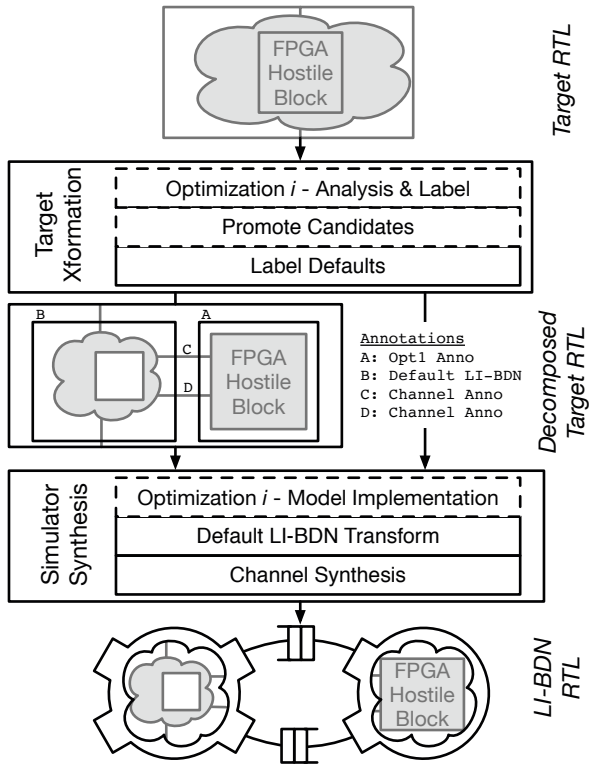 FPGA
Hostile
Block
Target RTL
Target
Xformation
Optimization i - Analysis & Label
Promote Candidates
Label Defaults
B
A
C
D
FPGA
Hostile
Block
Annotations
A: Opt1 Anno
B: Default LI-BDN
C: Channel Anno
D: Channel Anno
Decomposed
Target RTL
Simulator
Synthesis
Optimization i - Model Implementation
Default LI-BDN Transform
Channel Synthesis
FPGA
Hostile
Block
LI-BDN
RTL